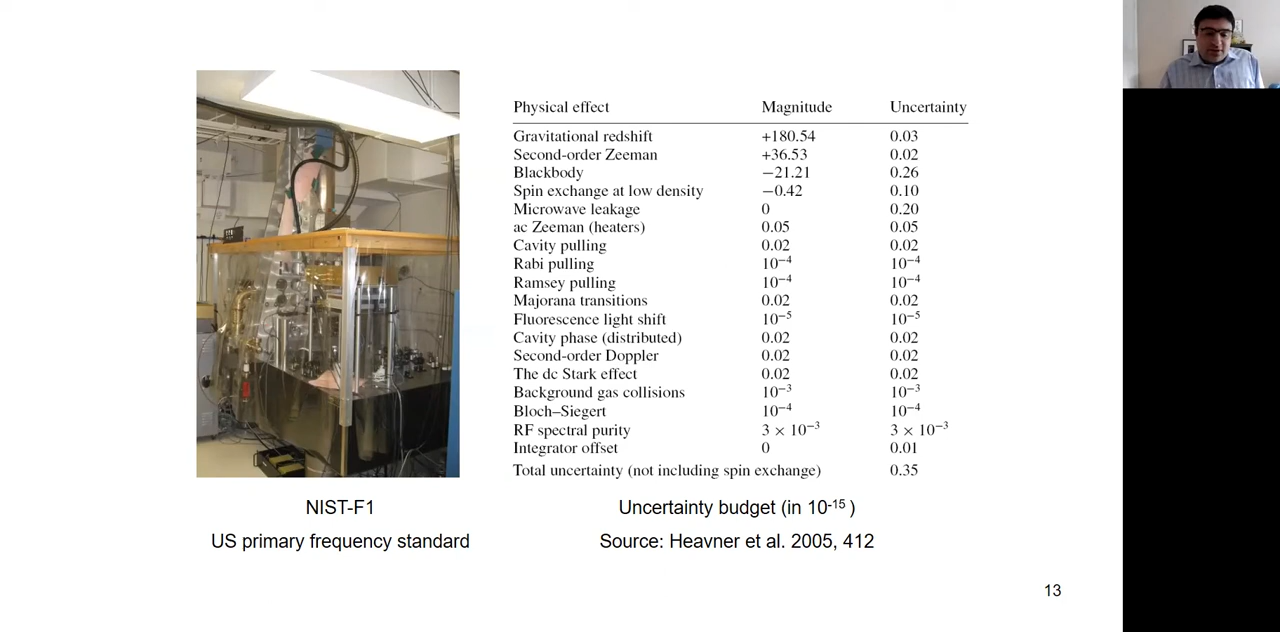 Physical effect Magnitude Uncertainty
Gravitational redshift +180.54 0.03
Second-order Zeeman +36.53 0.02
Blackbody −21.21 0.26
Spin exchange at low density −0.42 0.10
Microwave leakage 0 0.20
ac Zeeman (heaters) 0.05 0.05
Cavity pulling 0.02 0.02
Rabi pulling 10⁻⁴ 10⁻⁴
Ramsey pulling 10⁻⁴ 10⁻⁴
Majorana transitions 0.02 0.02
Fluorescence light shift 10⁻⁵ 10⁻⁵
Cavity phase (distributed) 0.02 0.02
Second-order Doppler 0.02 0.02
The dc Stark effect 0.02 0.02
Background gas collisions 10⁻³ 10⁻³
Bloch–Siegert 10⁻⁴ 10⁻⁴
RF spectral purity 3 × 10⁻³ 3 × 10⁻³
Integrator offset 0 0.01
Total uncertainty (not including spin exchange) 0.35
NIST-F1
US primary frequency standard
Uncertainty budget (in 10⁻¹⁵ )
Source: Heavner et al. 2005, 412
13